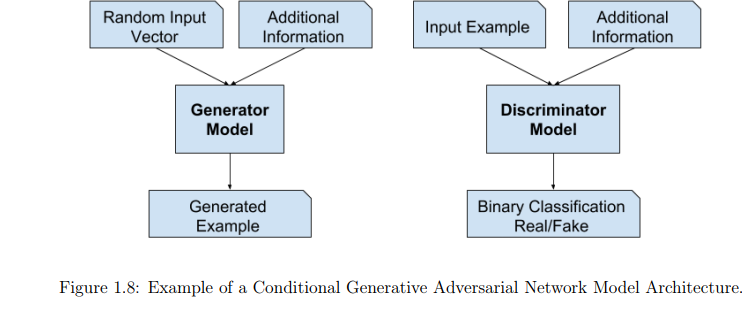 Random Input
Vector
Additional
Information
Input Example
Additional
Information
Generator
Model
Discriminator
Model
Generated
Example
Binary Classification
Real/Fake
Figure 1.8: Example of a Conditional Generative Adversarial Network Model Architecture.